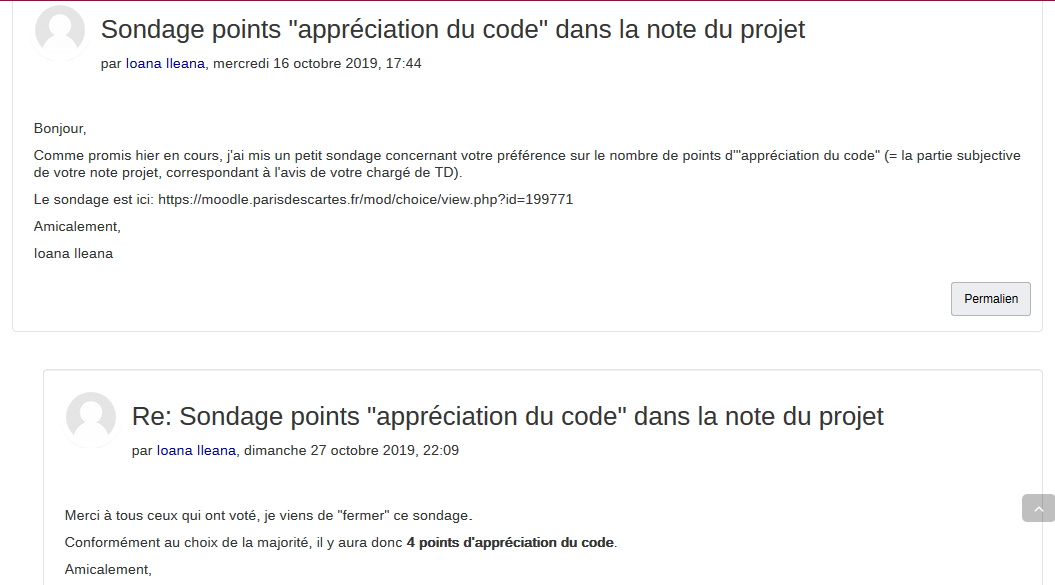 Sondage points "appréciation du code" dans la note du projet
par Ioana Ileana, mercredi 16 octobre 2019, 17:44
Bonjour,
Comme promis hier en cours, j'ai mis un petit sondage concernant votre préférence sur le nombre de points d'"appréciation du code" (= la partie subjective
de votre note projet, correspondant à l'avis de votre chargé de TD).
Le sondage est ici: https://moodle.parisdescartes.fr/mod/choice/view.php?id=199771
Amicalement,
Ioana Ileana
Permalien
Re: Sondage points "appréciation du code" dans la note du projet
par Ioana Ileana, dimanche 27 octobre 2019, 22:09
Merci à tous ceux qui ont voté, je viens de "fermer" ce sondage.
Conformément au choix de la majorité, il y aura donc 4 points d'appréciation du code.
Amicalement,